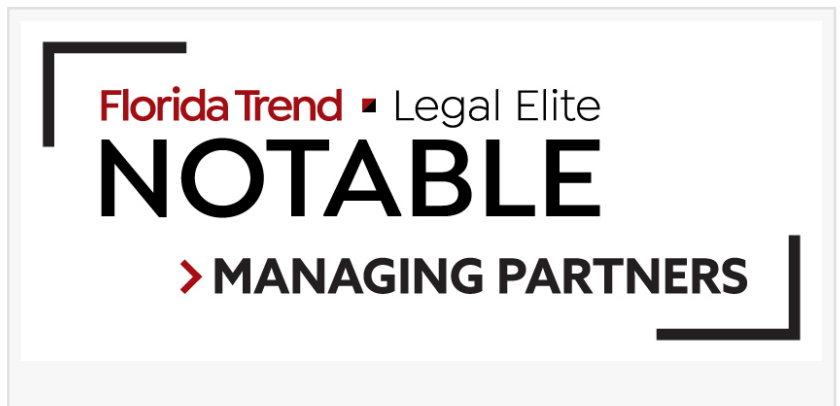 Florida Trend ▪ Legal Elite
NOTABLE
> MANAGING PARTNERS